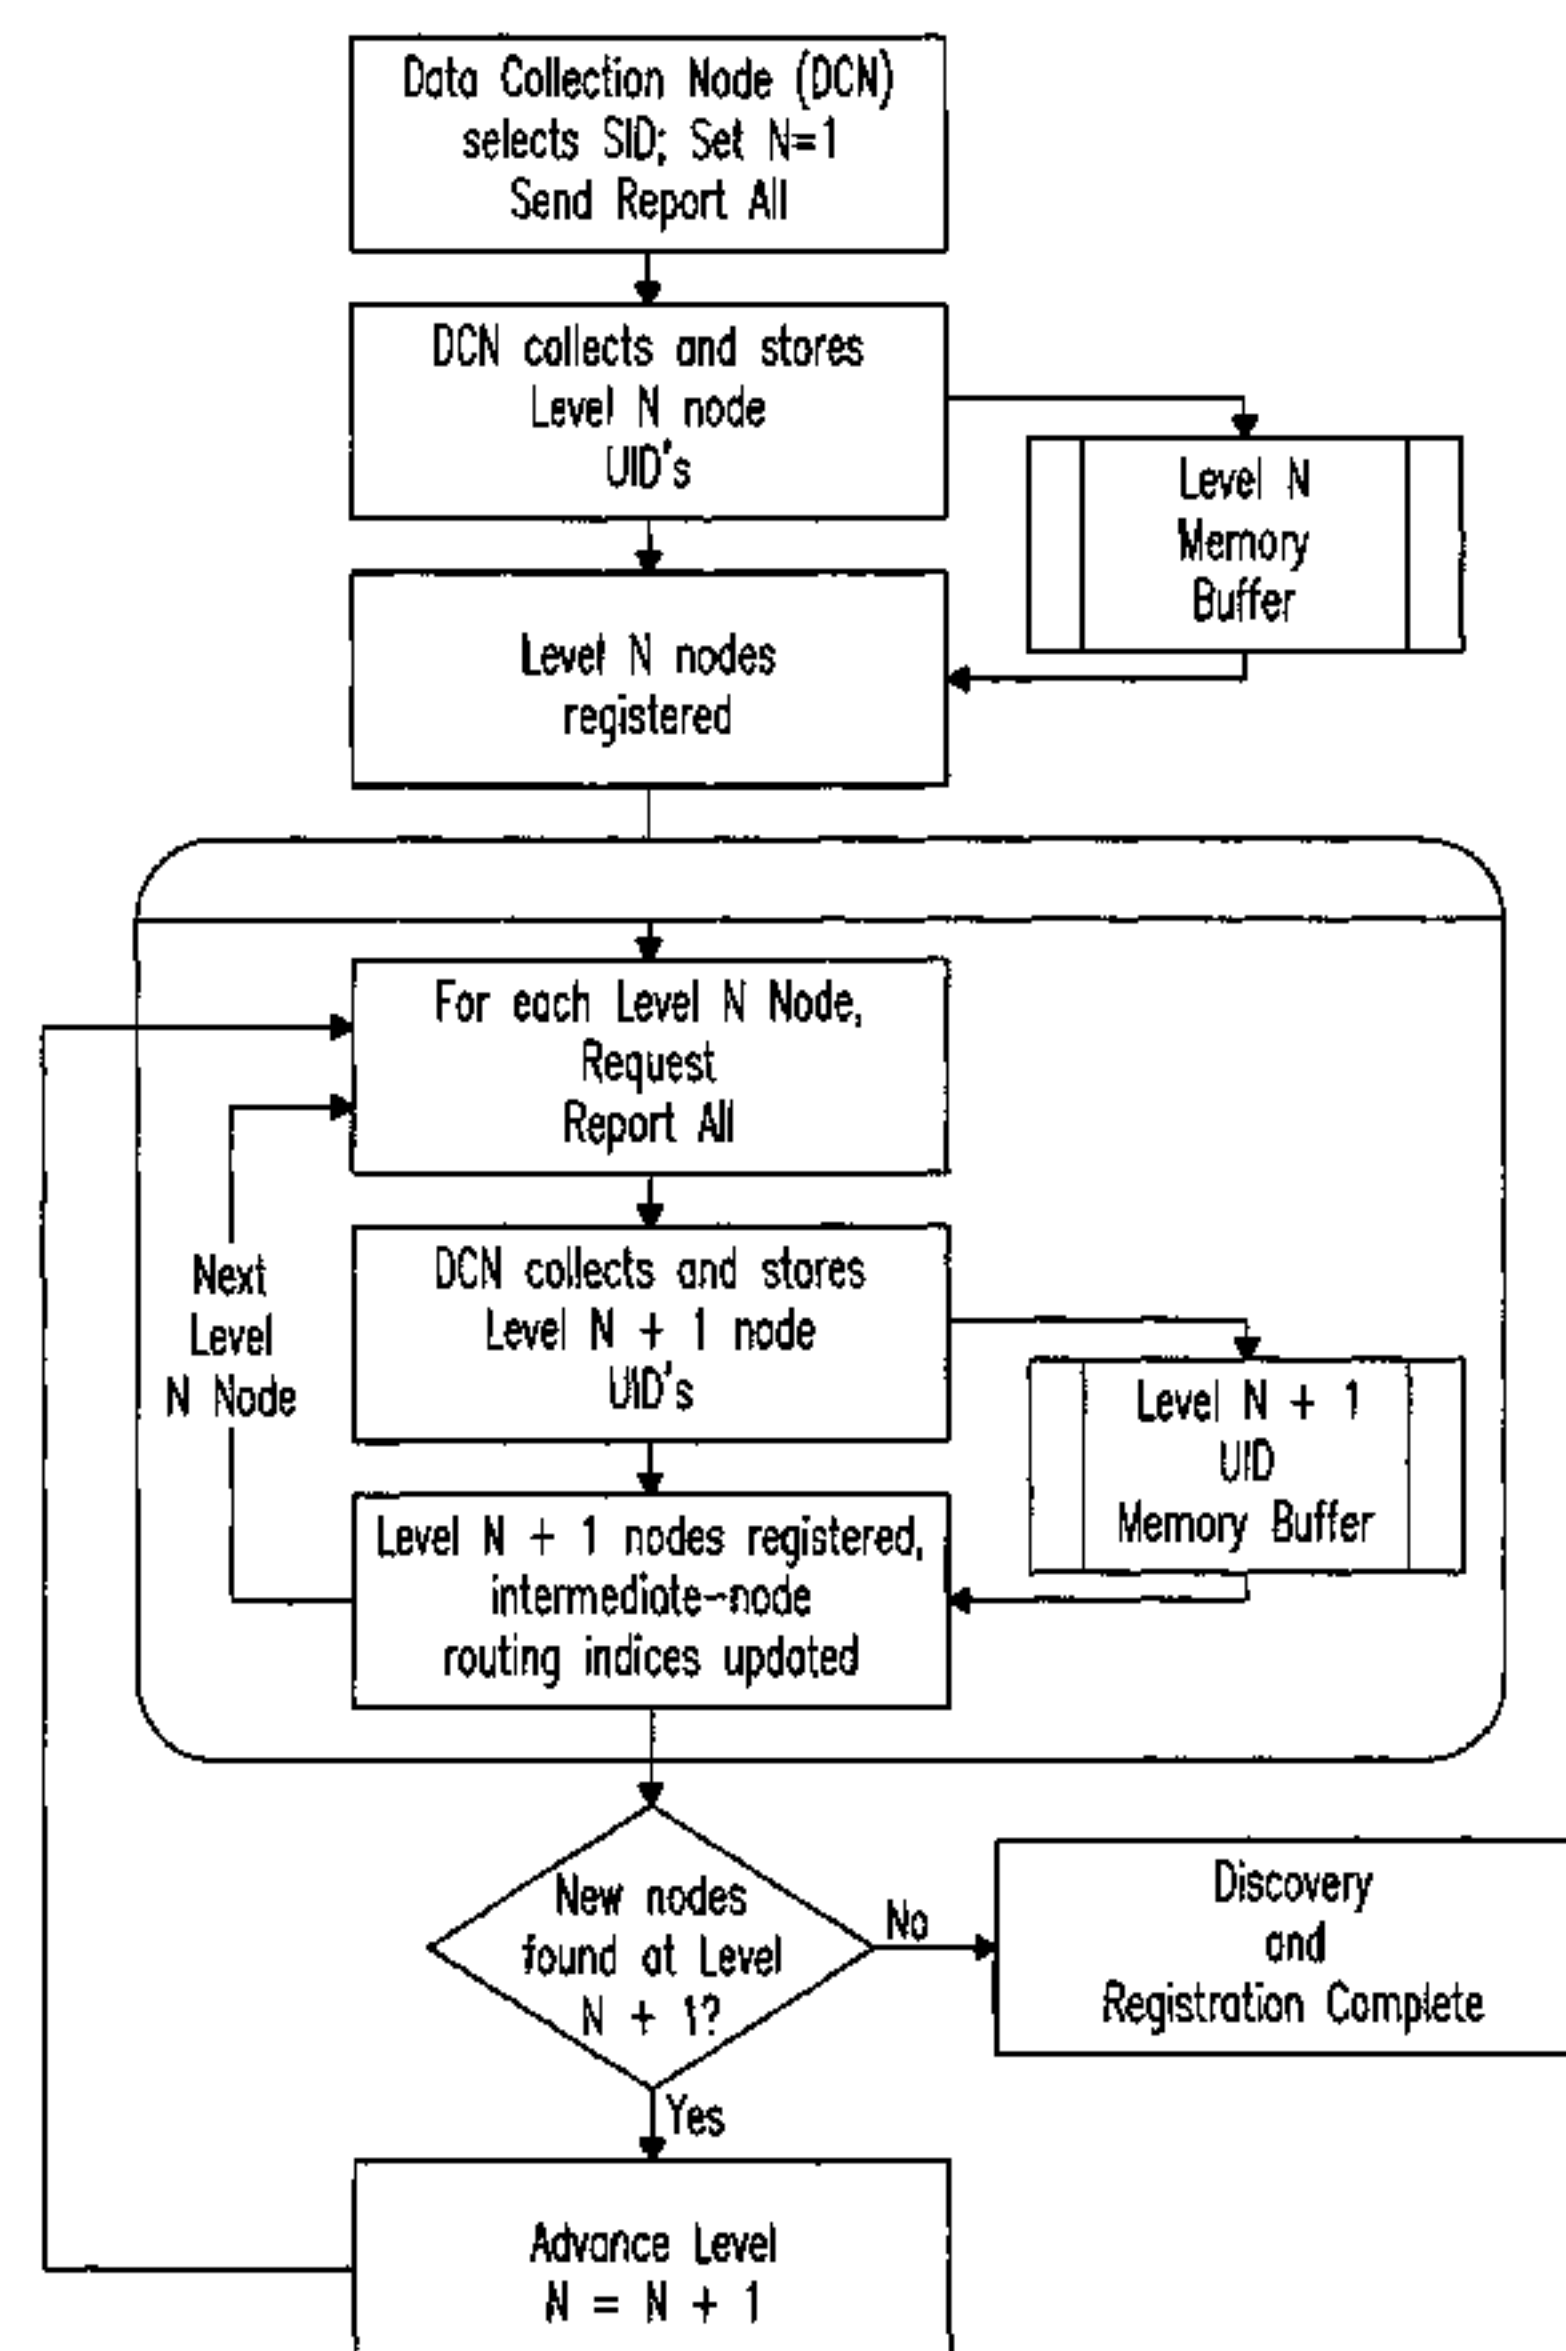 Data Collection Node (DCN)
selects SID; Set N=1
Send Report All
DCN collects and stores
Level N node
UID's
Level N
Memory
Buffer
Level N nodes
registered
For each Level N Node,
Request
Report All
Next
Level
N Node
DCN collects and stores
Level N + 1 node
UID's
Level N + 1
UID
Memory Buffer
Level N + 1 nodes registered,
intermediate-node
routing indices updated
New nodes
found at Level
N + 1?
No
Discovery
and
Registration Complete
Yes
Advance Level
N = N + 1